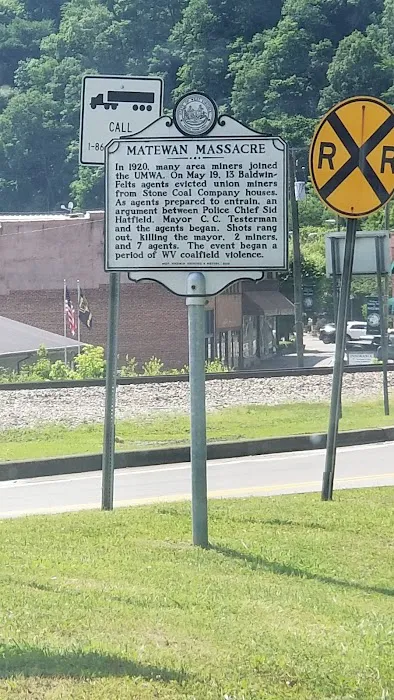 CALL
1-86
MATEWAN MASSACRE
In 1920, many area miners joined
the UMWA. On May 19, 13 Baldwin-
Felts agents evicted union miners
from Stone Coal Company houses.
As agents prepared to entrain, an
argument between Police Chief Sid
Hatfield, Mayor C. C. Testerman
and the agents began. Shots rang
out, killing the mayor, 2 miners,
and 7 agents. The event began a
period of WV coalfield violence.
R R